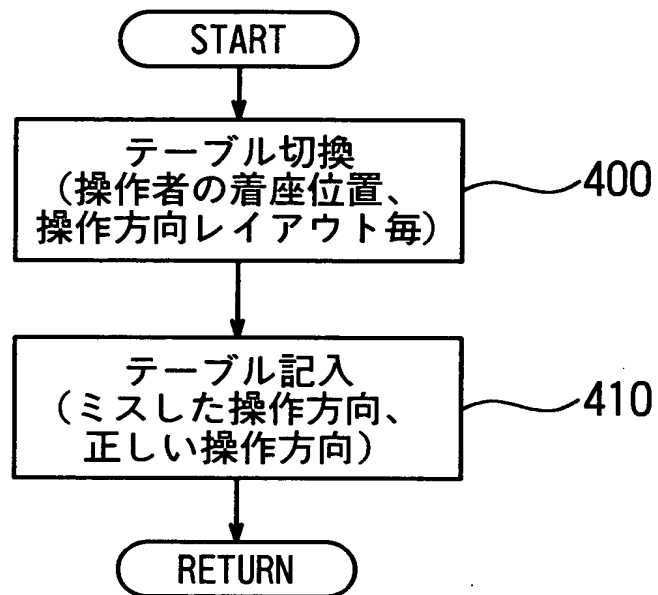 START
テーブル切換
(操作者の着座位置、
操作方向レイアウト毎)
400
テーブル記入
(ミスした操作方向、
正しい操作方向)
410
RETURN